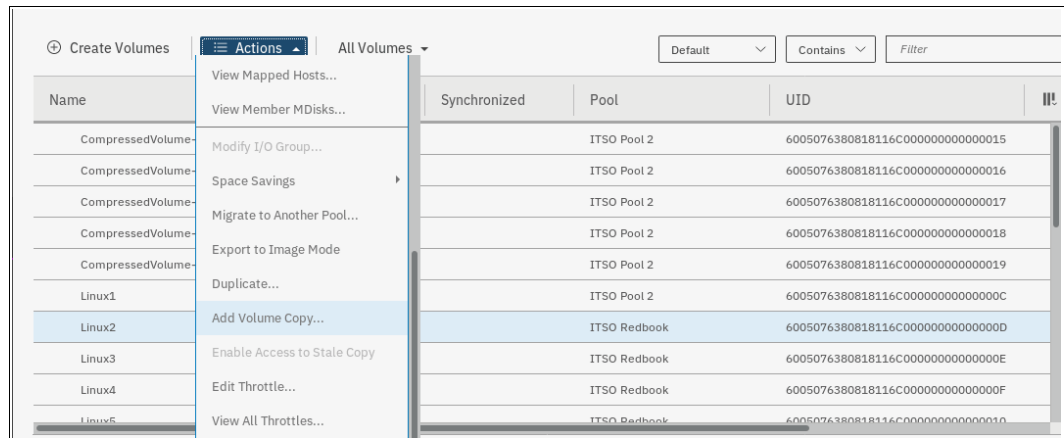 Create Volumes Actions All Volumes Default Contains Filter
View Mapped Hosts...
Name Synchronized Pool UID
View Member MDisks...
CompressedVolume- ITSO Pool 2 6005076380818116C000000000000015
Modify I/O Group...
CompressedVolume- ITSO Pool 2 6005076380818116C000000000000016
Space Savings
CompressedVolume- ITSO Pool 2 6005076380818116C000000000000017
Migrate to Another Pool...
CompressedVolume- ITSO Pool 2 6005076380818116C000000000000018
Export to Image Mode
CompressedVolume- ITSO Pool 2 6005076380818116C000000000000019
Duplicate...
Linux1 ITSO Pool 2 6005076380818116C00000000000000C
Add Volume Copy...
Linux2 ITSO Redbook 6005076380818116C00000000000000D
Enable Access to Stale Copy
Linux3 ITSO Redbook 6005076380818116C00000000000000E
Edit Throttle...
Linux4 ITSO Redbook 6005076380818116C00000000000000F
View All Throttles...
Linux5 ITSO Redbook 6005076380818116C000000000000010